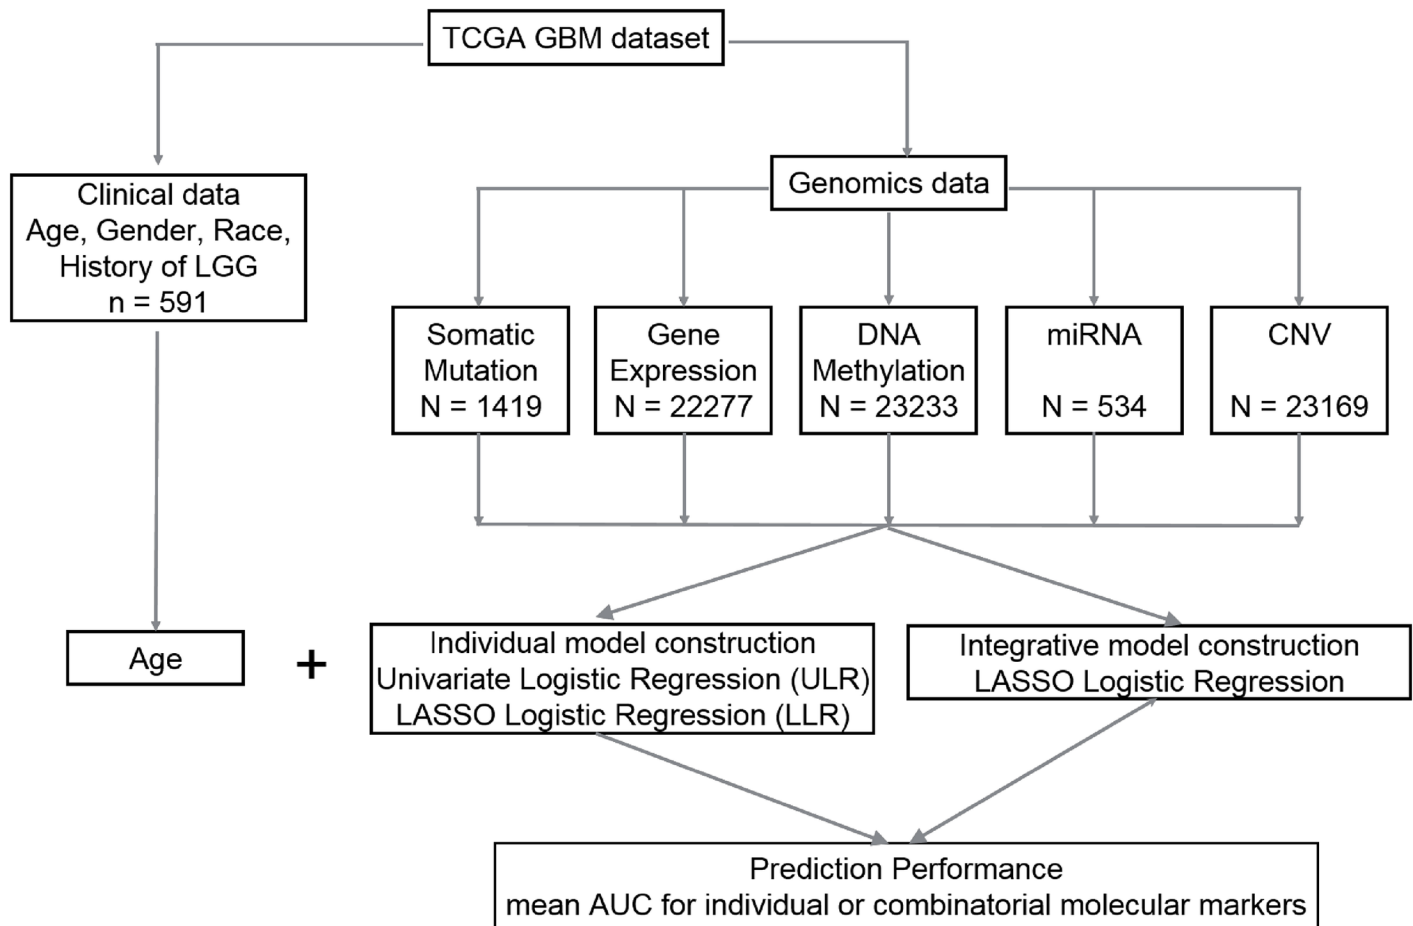 TCGA GBM dataset
Genomics data
Clinical data
Age, Gender, Race,
History of LGG
n = 591
Somatic
Mutation
N = 1419
Gene
Expression
N = 22277
DNA
Methylation
N = 23233
miRNA
N = 534
CNV
N = 23169
Age
+
Individual model construction
Univariate Logistic Regression (ULR)
LASSO Logistic Regression (LLR)
Integrative model construction
LASSO Logistic Regression
Prediction Performance
mean AUC for individual or combinatorial molecular markers